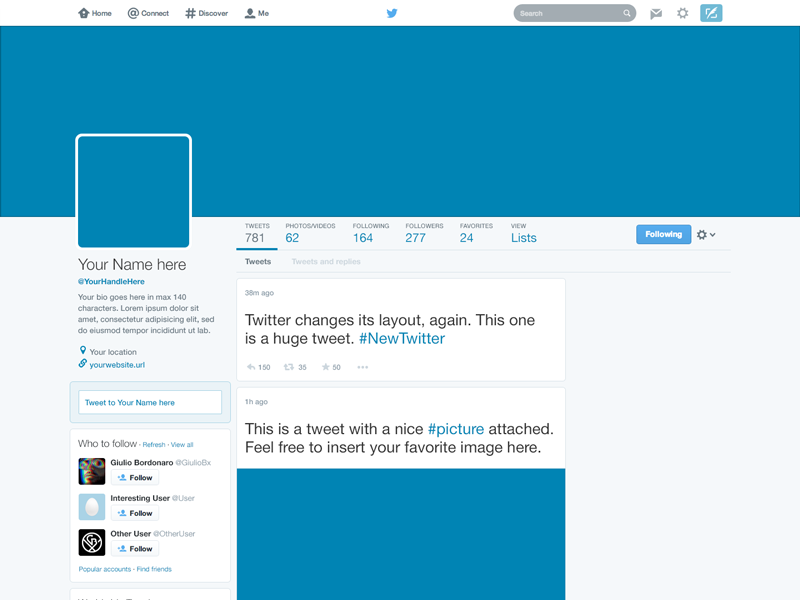 Home
Connect
Discover
Me
Search
TWEETS
781
PHOTOS/VIDEOS
62
FOLLOWING
164
FOLLOWERS
277
FAVORITES
24
VIEW
Lists
Following
Tweets
Tweets and replies
Your Name here
@YourHandleHere
Your bio goes here in max 140
characters. Lorem ipsum dolor sit
amet, consectetur adipisicing elit, sed
do eiusmod tempor incididunt ut lab.
Your location
yourwebsite.url
Tweet to Your Name here
Who to follow · Refresh · View all
Giulio Bordonaro @GiulioBx
Follow
Interesting User @User
Follow
Other User @OtherUser
Follow
Popular accounts · Find friends
38m ago
Twitter changes its layout, again. This one
is a huge tweet. #NewTwitter
150
35
50
1h ago
This is a tweet with a nice #picture attached.
Feel free to insert your favorite image here.